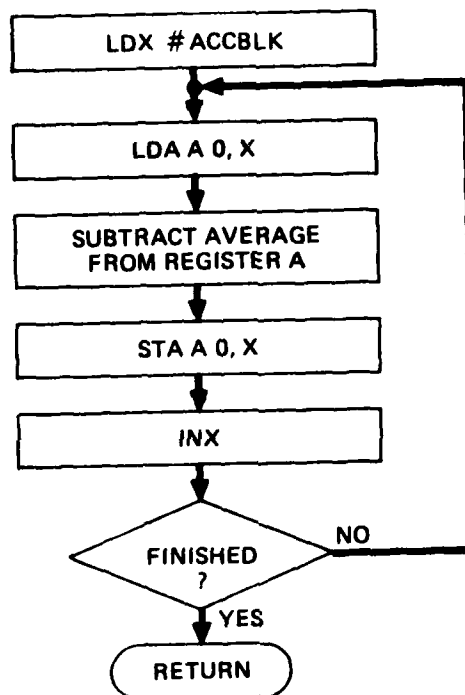 LDX #ACCBLK
LDA A 0, X
SUBTRACT AVERAGE
FROM REGISTER A
STA A 0, X
INX
FINISHED
?
NO
YES
RETURN